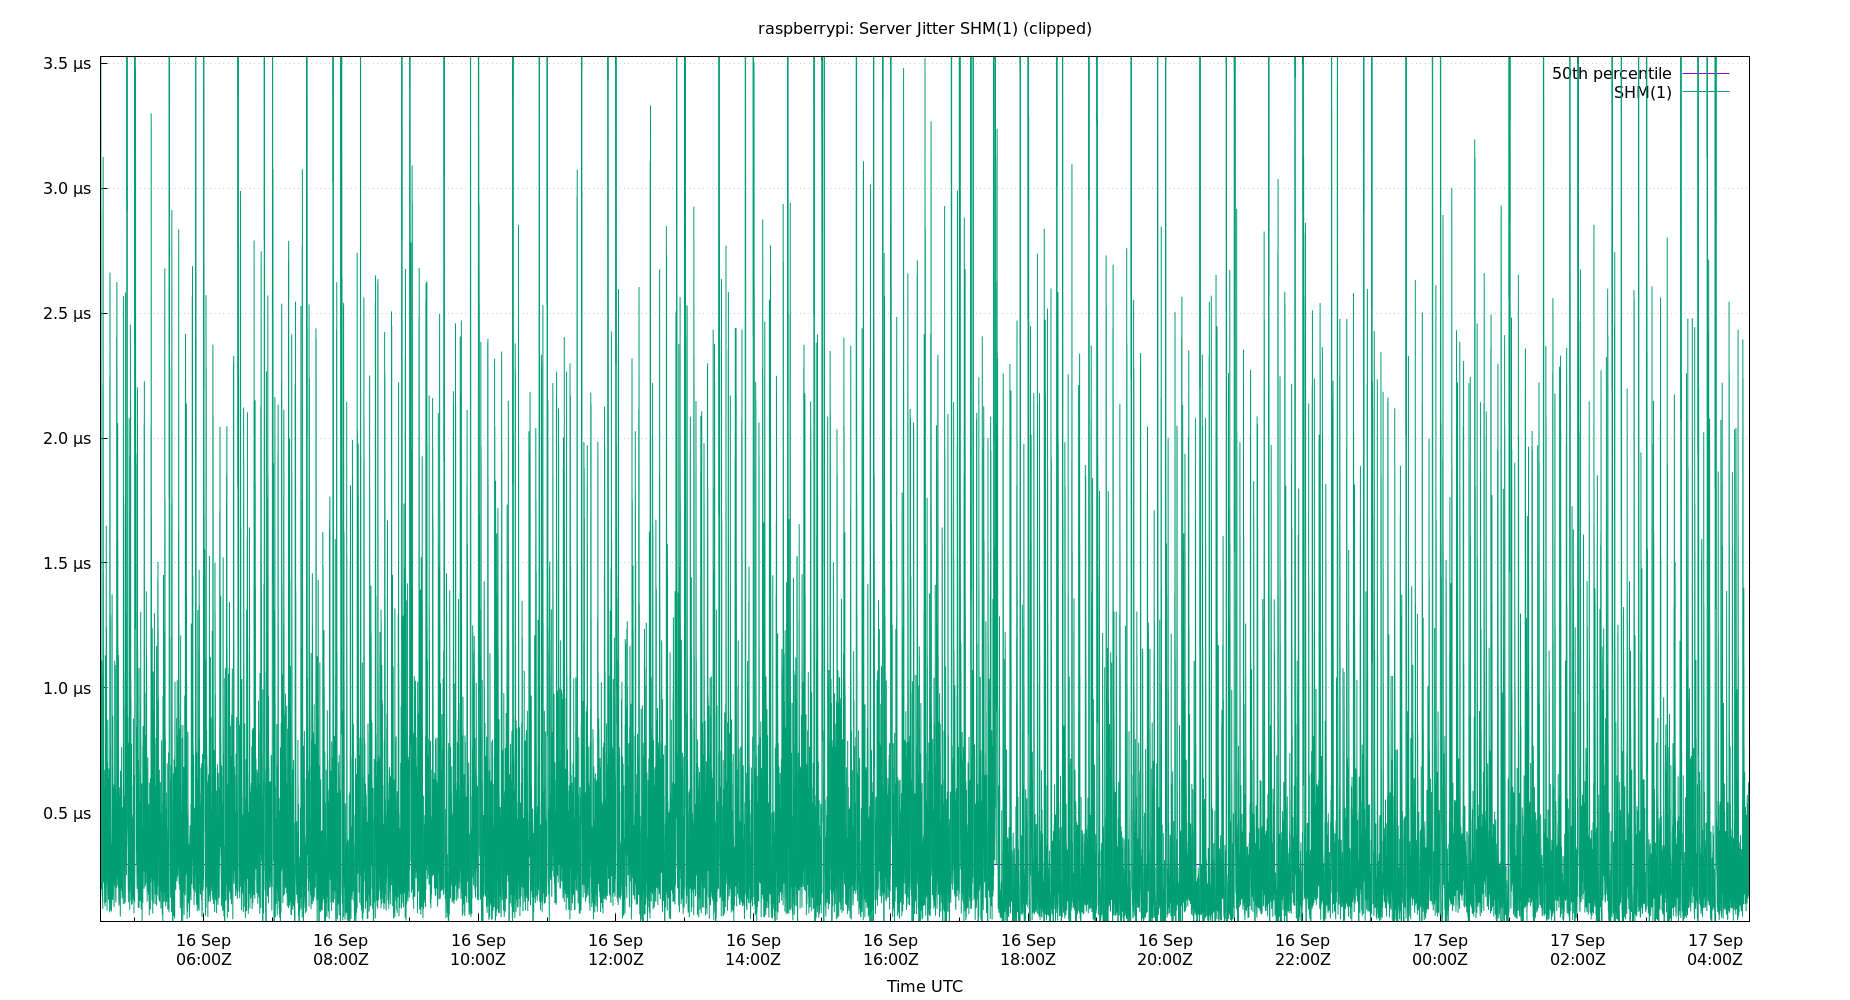 raspberrypi: Server Jitter SHM(1) (clipped)
3.5 µs
50th percentile
SHM(1)
3.0 µs
2.5 µs
2.0 µs
1.5 µs
1.0 µs
0.5 µs
16 Sep 16 Sep 16 Sep 16 Sep 16 Sep 16 Sep 16 Sep 16 Sep 16 Sep 17 Sep 17 Sep 17 Sep
06:00Z 08:00Z 10:00Z 12:00Z 14:00Z 16:00Z 18:00Z 20:00Z 22:00Z 00:00Z 02:00Z 04:00Z
Time UTC